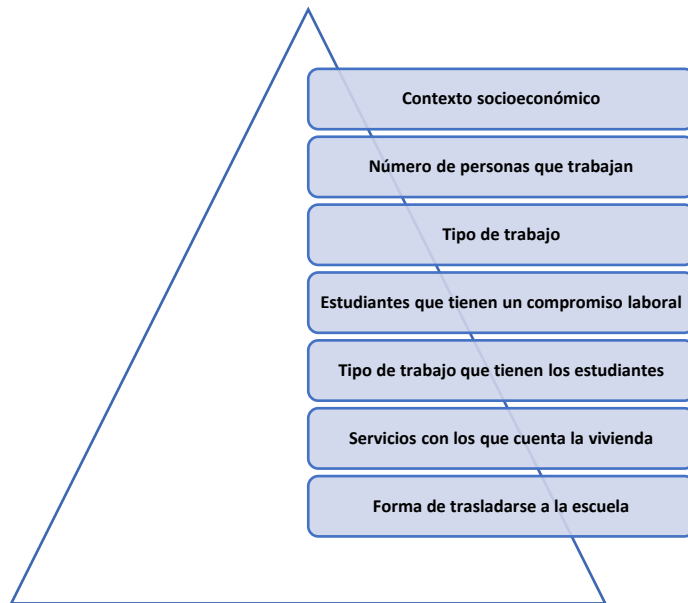 Contexto socioeconómico
Número de personas que trabajan
Tipo de trabajo
Estudiantes que tienen un compromiso laboral
Tipo de trabajo que tienen los estudiantes
Servicios con los que cuenta la vivienda
Forma de trasladarse a la escuela